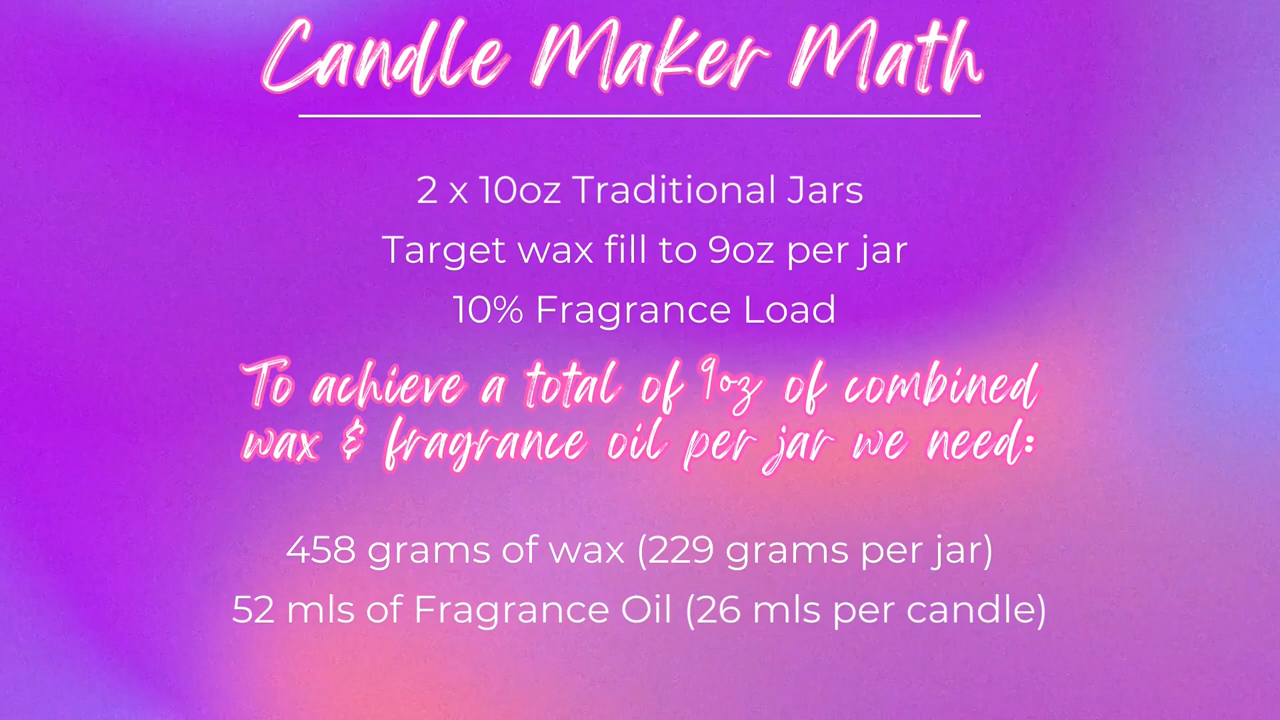 Candle Maker Math
2 x 10oz Traditional Jars
Target wax fill to 9oz per jar
10% Fragrance Load
To achieve a total of 9oz of combined
wax & fragrance oil per jar we need:
458 grams of wax (229 grams per jar)
52 mls of Fragrance Oil (26 mls per candle)